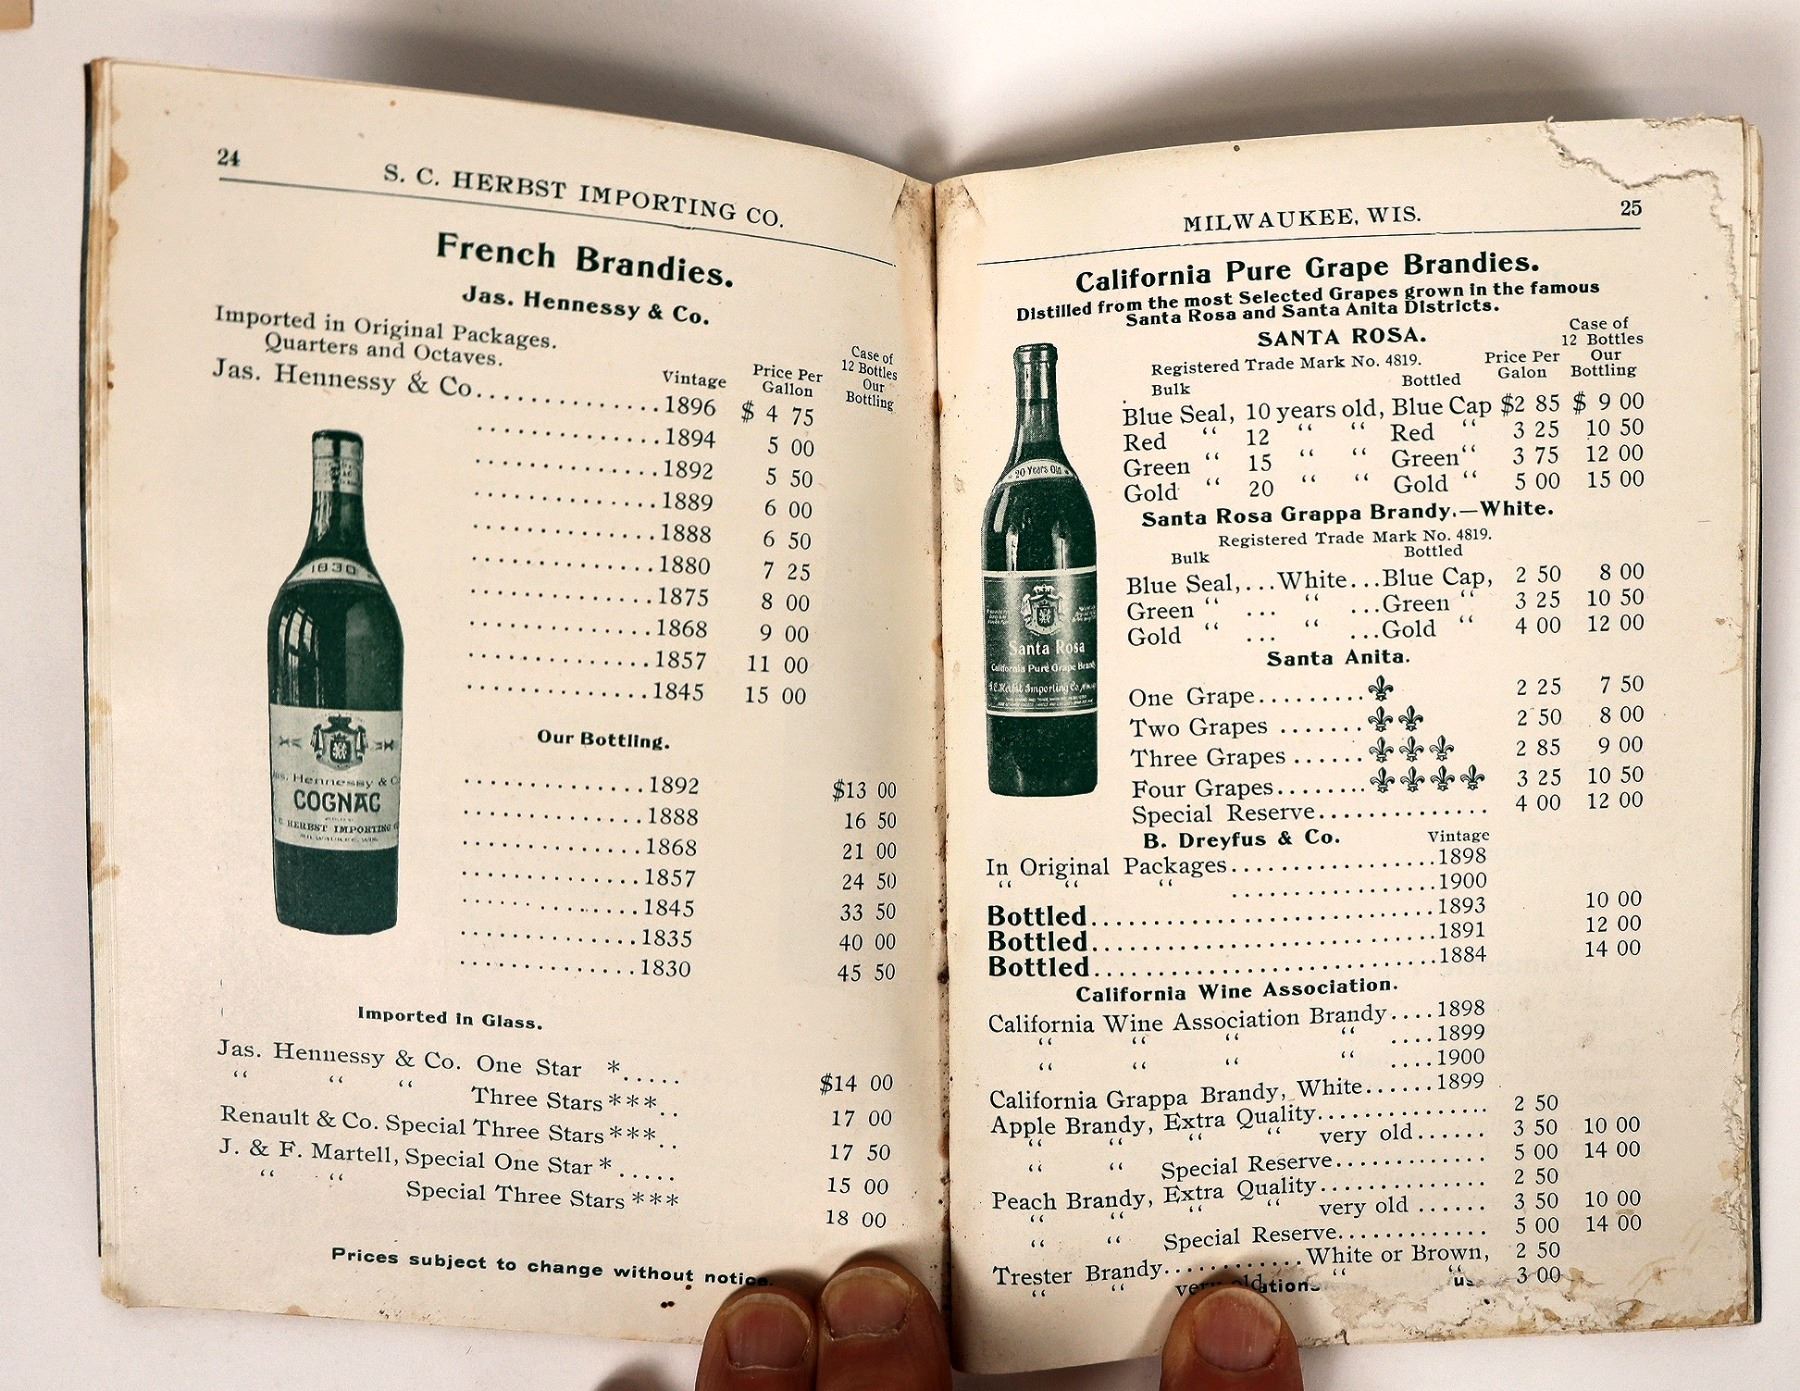 24
S. C. HERBST IMPORTING CO.
French Brandies.
Jas. Hennessy & Co.
Imported in Original Packages.
Quarters and Octaves.
Vintage Price Per Gallon Case of 12 Bottles Our Bottling
Jas. Hennessy & Co..............1896 $ 4 75
..............1894 5 00
..............1892 5 50
..............1889 6 00
..............1888 6 50
..............1880 7 25
..............1875 8 00
..............1868 9 00
..............1857 11 00
..............1845 15 00
1830
Jas. Hennessy & Co
COGNAC
S. C. HERBST IMPORTING CO
MILWAUKEE, WIS.
Our Bottling.
..............1892 $13 00
..............1888 16 50
..............1868 21 00
..............1857 24 50
..............1845 33 50
..............1835 40 00
..............1830 45 50
Imported in Glass.
Jas. Hennessy & Co. One Star *..... $14 00
“ “ “ Three Stars ***.. 17 00
Renault & Co. Special Three Stars ***.. 17 50
J. & F. Martell, Special One Star *..... 15 00
“ “ Special Three Stars *** 18 00
Prices subject to change without notice.
MILWAUKEE, WIS.
25
California Pure Grape Brandies.
Distilled from the most Selected Grapes grown in the famous
Santa Rosa and Santa Anita Districts.
SANTA ROSA.
Registered Trade Mark No. 4819.
Bulk Bottled Price Per Galon Case of 12 Bottles Our Bottling
Blue Seal, 10 years old, Blue Cap $2 85 $ 9 00
Red “ 12 “ “ Red “ 3 25 10 50
Green “ 15 “ “ Green “ 3 75 12 00
Gold “ 20 “ “ Gold “ 5 00 15 00
20 Years Old
Santa Rosa
California Pure Grape Brandy
S. C. Herbst Importing Co.
Santa Rosa Grappa Brandy.—White.
Registered Trade Mark No. 4819.
Bulk Bottled
Blue Seal,...White...Blue Cap, 2 50 8 00
Green “ ... “ ...Green “ 3 25 10 50
Gold “ ... “ ...Gold “ 4 00 12 00
Santa Anita.
One Grape......... 2 25 7 50
Two Grapes ....... 2 50 8 00
Three Grapes ...... 2 85 9 00
Four Grapes........ 3 25 10 50
Special Reserve.............. 4 00 12 00
B. Dreyfus & Co. Vintage
In Original Packages................1898
“ “ “ ................1900
Bottled...........................1893 10 00
Bottled...........................1891 12 00
Bottled...........................1884 14 00
California Wine Association.
California Wine Association Brandy....1898
“ “ “ “ ....1899
“ “ “ “ ....1900
California Grappa Brandy, White......1899
Apple Brandy, Extra Quality.............. 2 50
“ “ “ “ very old...... 3 50 10 00
“ “ Special Reserve............ 5 00 14 00
Peach Brandy, Extra Quality.............. 2 50
“ “ “ “ very old ...... 3 50 10 00
“ “ Special Reserve............ 5 00 14 00
Trester Brandy............White or Brown, 2 50
“ “ very old “ “ 3 00